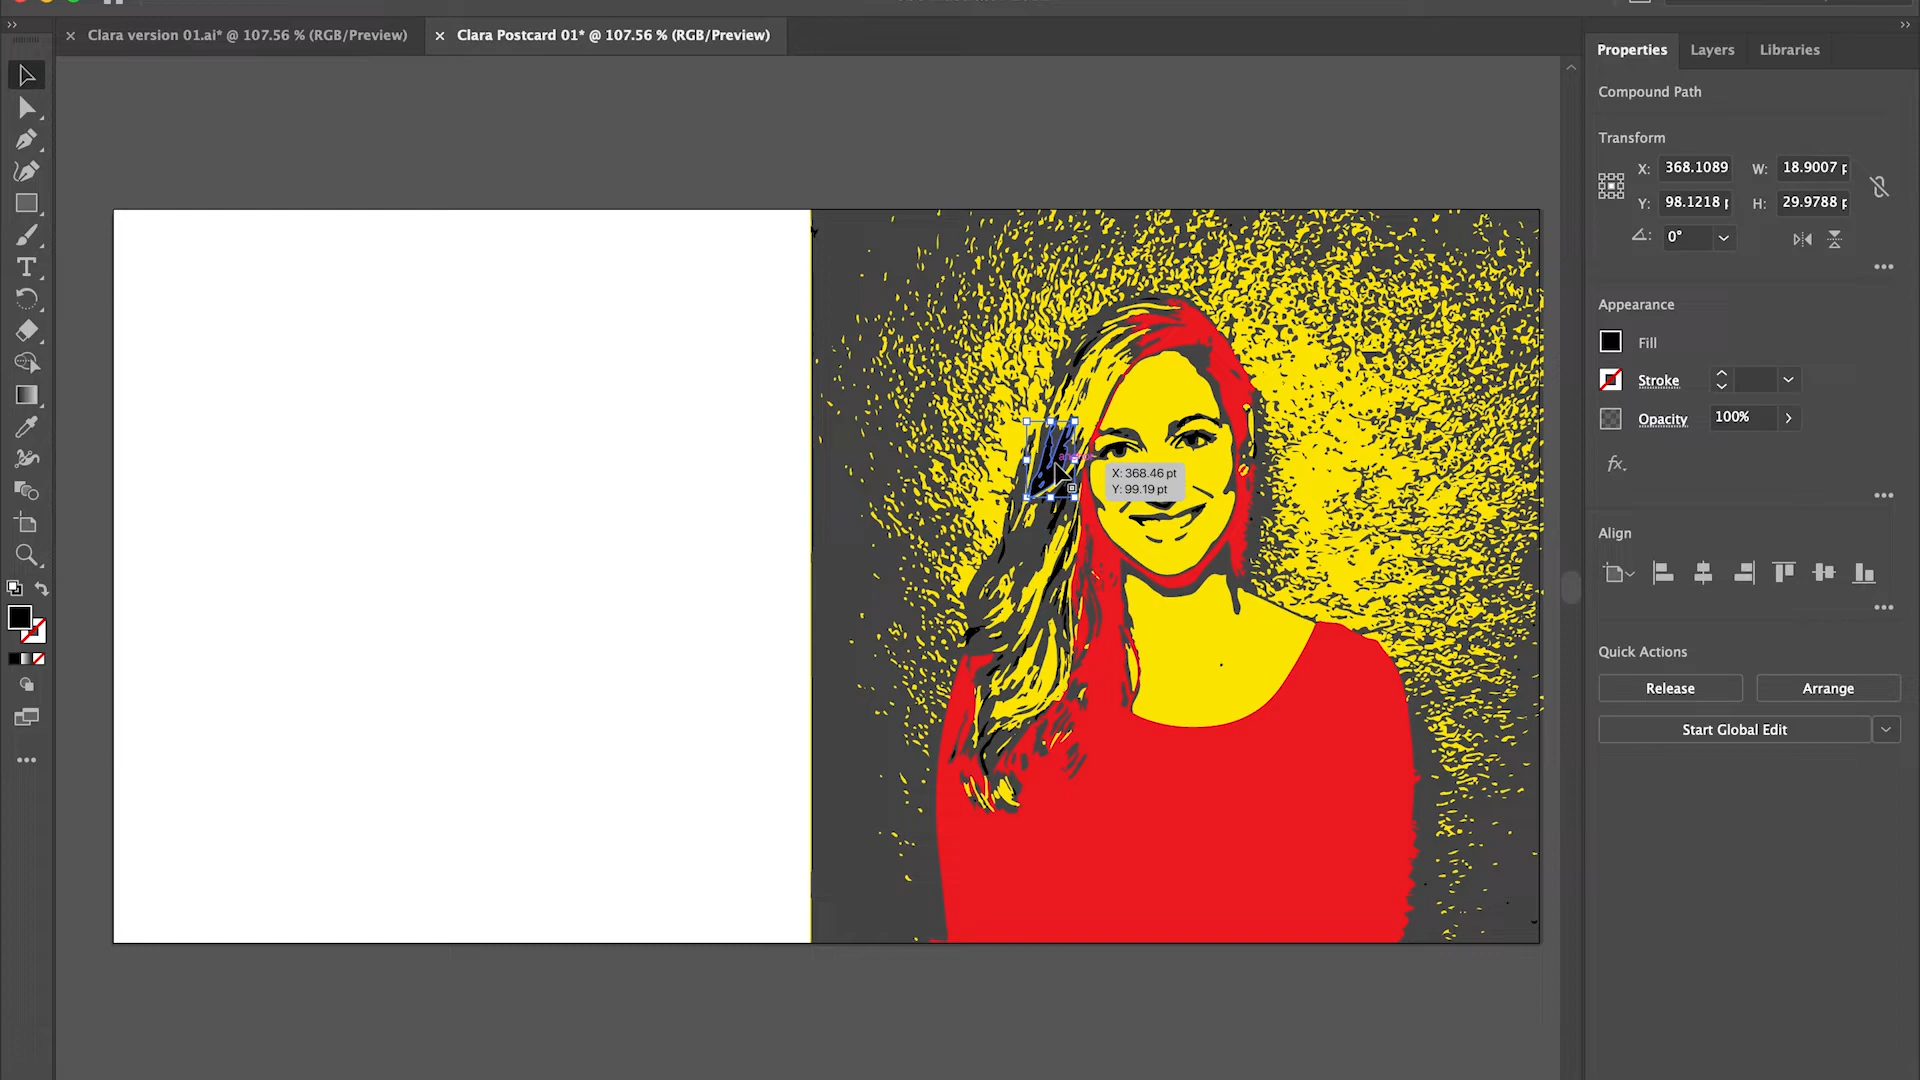 Clara version 01.ai* @ 107.56 % (RGB/Preview)
Clara Postcard 01* @ 107.56 % (RGB/Preview)
Properties
Layers
Libraries
Compound Path
Transform
X: 368.1089
W: 18.9007 p
Y: 98.1218 p
H: 29.9788 p
0°
Appearance
Fill
Stroke
Opacity
100%
fx.
X: 368.46 pt
Y: 99.19 pt
Align
Quick Actions
Release
Arrange
Start Global Edit